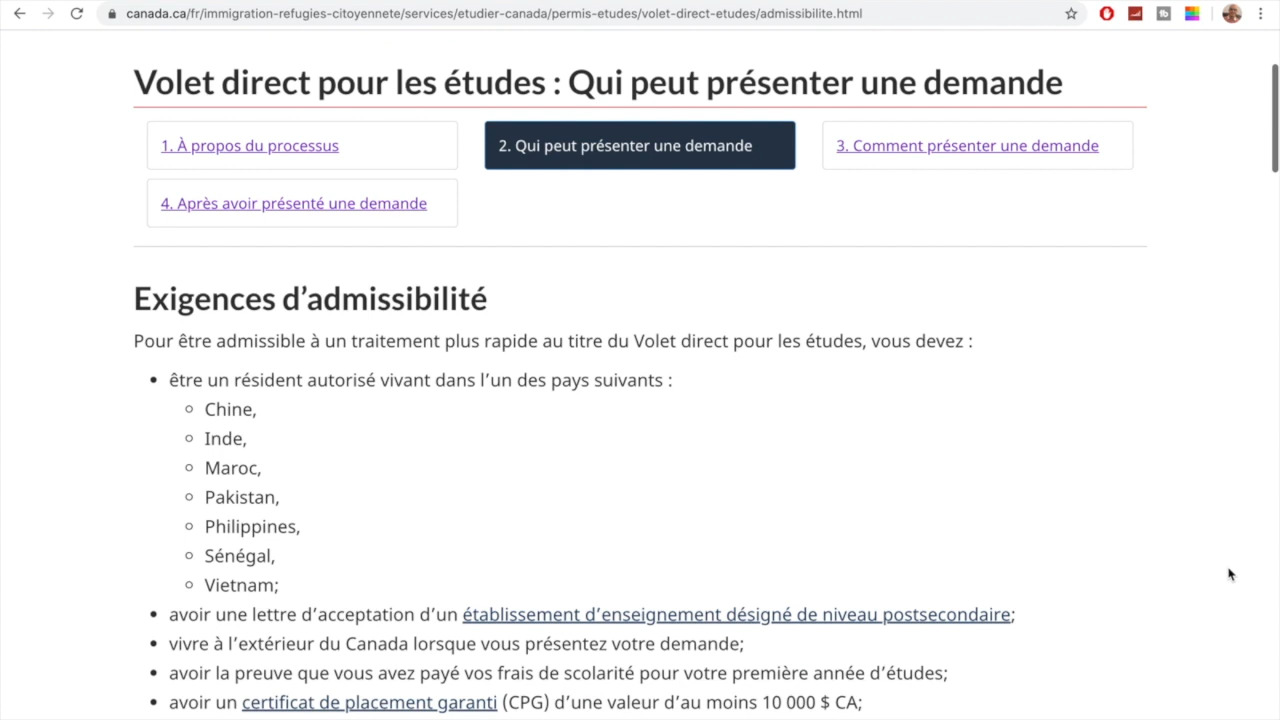 canada.ca/fr/immigration-refugies-citoyennete/services/etudier-canada/permis-etudes/volet-direct-etudes/admissibilite.html
Volet direct pour les études : Qui peut présenter une demande
1. À propos du processus
2. Qui peut présenter une demande
3. Comment présenter une demande
4. Après avoir présenté une demande
Exigences d’admissibilité
Pour être admissible à un traitement plus rapide au titre du Volet direct pour les études, vous devez :
être un résident autorisé vivant dans l’un des pays suivants :
Chine,
Inde,
Maroc,
Pakistan,
Philippines,
Sénégal,
Vietnam;
avoir une lettre d’acceptation d’un établissement d’enseignement désigné de niveau postsecondaire;
vivre à l’extérieur du Canada lorsque vous présentez votre demande;
avoir la preuve que vous avez payé vos frais de scolarité pour votre première année d’études;
avoir un certificat de placement garanti (CPG) d’une valeur d’au moins 10 000 $ CA;